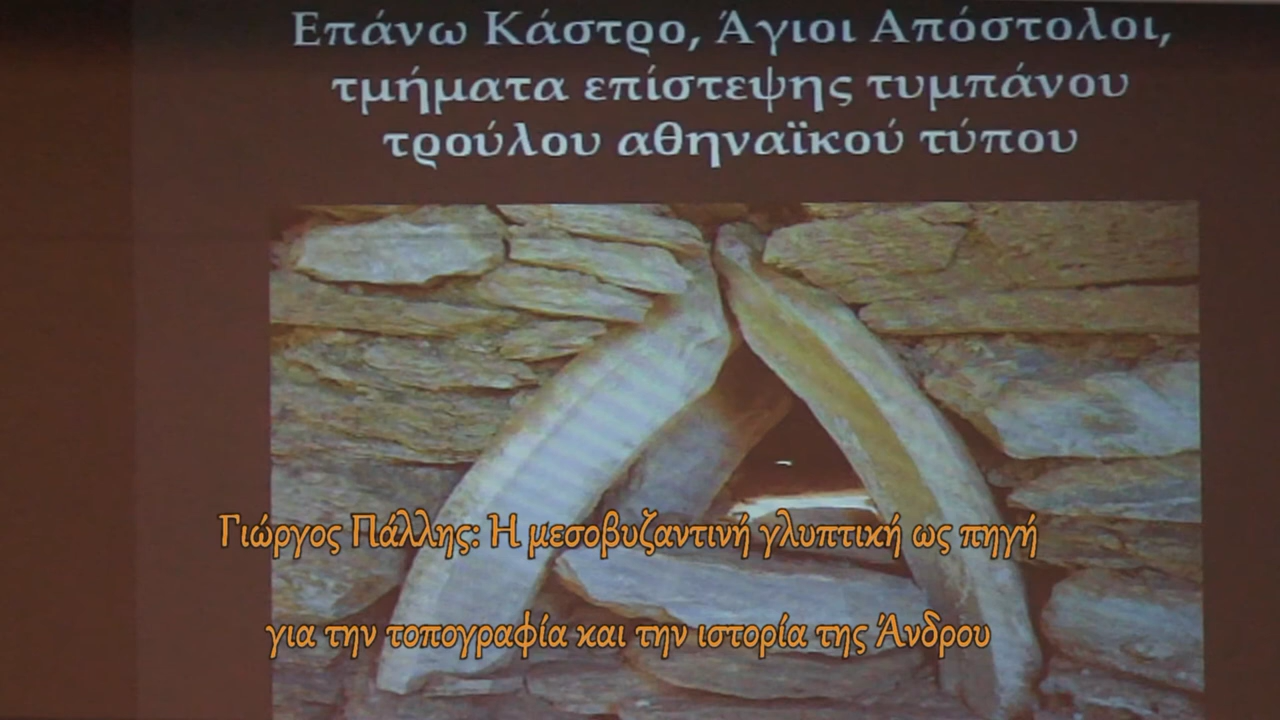 Επάνω Κάστρο, Άγιοι Απόστολοι,
τμήματα επίστεψης τυμπάνου
τρούλου αθηναϊκού τύπου
Γιώργος Πάλλης: Η μεσοβυζαντινή γλυπτική ως πηγή
για την τοπογραφία και την ιστορία της Άνδρου